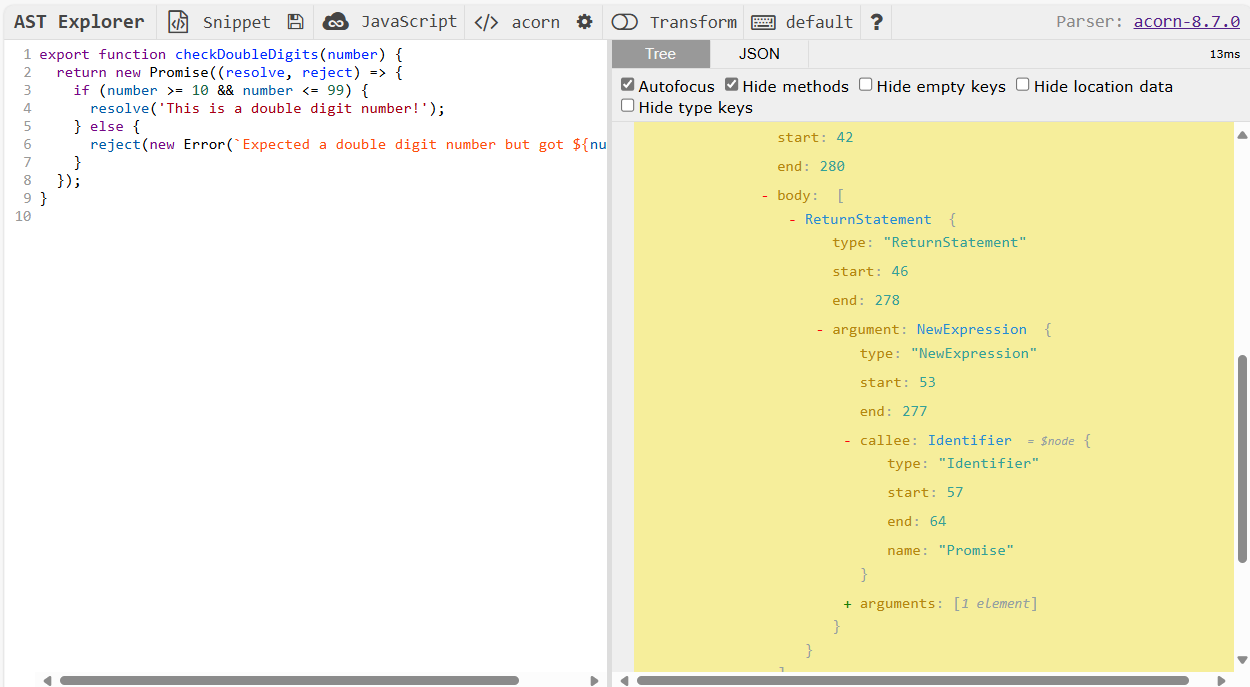 AST Explorer Snippet JavaScript </> acorn Transform default ? Parser: acorn-8.7.0
1 export function checkDoubleDigits(number) {
2   return new Promise((resolve, reject) => {
3     if (number >= 10 && number <= 99) {
4       resolve('This is a double digit number!');
5     } else {
6       reject(new Error(`Expected a double digit number but got ${nu
7     }
8   });
9 }
10
Tree JSON 13ms
Autofocus Hide methods Hide empty keys Hide location data
Hide type keys
start: 42
end: 280
- body: [
- ReturnStatement {
type: "ReturnStatement"
start: 46
end: 278
- argument: NewExpression {
type: "NewExpression"
start: 53
end: 277
- callee: Identifier = $node {
type: "Identifier"
start: 57
end: 64
name: "Promise"
}
+ arguments: [1 element]
}
}